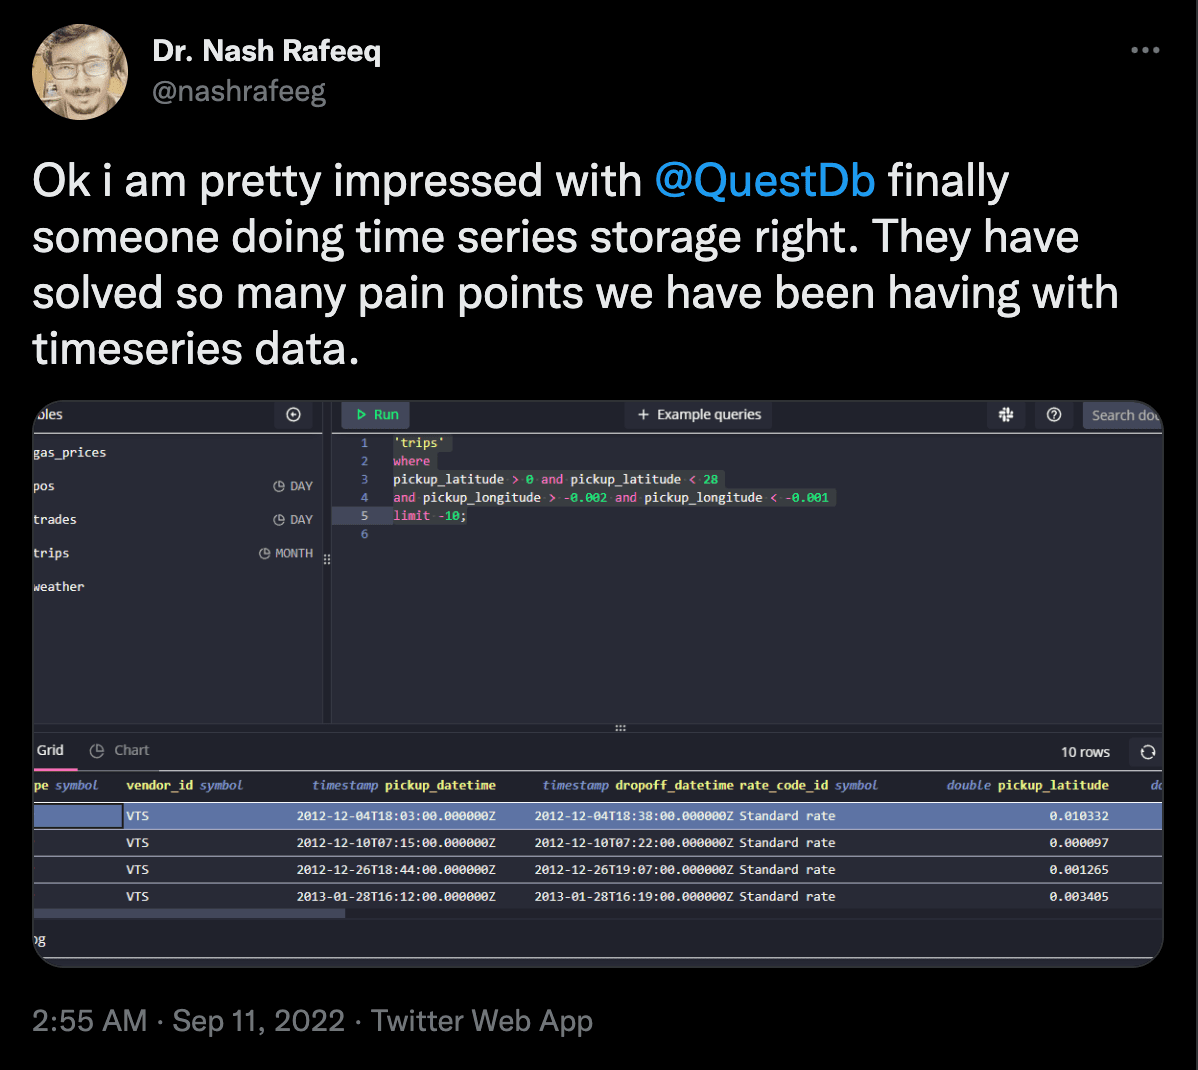 Dr. Nash Rafeeq
@nashrafeeg
Ok i am pretty impressed with @QuestDb finally
someone doing time series storage right. They have
solved so many pain points we have been having with
timeseries data.
bles
Run
+ Example queries
Search doc
gas_prices
pos DAY
trades DAY
trips MONTH
weather
1 'trips'
2 where
3 pickup_latitude > 0 and pickup_latitude < 28
4 and pickup_longitude > -0.002 and pickup_longitude < -0.001
5 limit -10;
6
Grid Chart 10 rows
pe symbol vendor_id symbol timestamp pickup_datetime timestamp dropoff_datetime rate_code_id symbol double pickup_latitude do
VTS 2012-12-04T18:03:00.000000Z 2012-12-04T18:38:00.000000Z Standard rate 0.010332
VTS 2012-12-10T07:15:00.000000Z 2012-12-10T07:22:00.000000Z Standard rate 0.000097
VTS 2012-12-26T18:44:00.000000Z 2012-12-26T19:07:00.000000Z Standard rate 0.001265
VTS 2013-01-28T16:12:00.000000Z 2013-01-28T16:19:00.000000Z Standard rate 0.003405
og
2:55 AM · Sep 11, 2022 · Twitter Web App